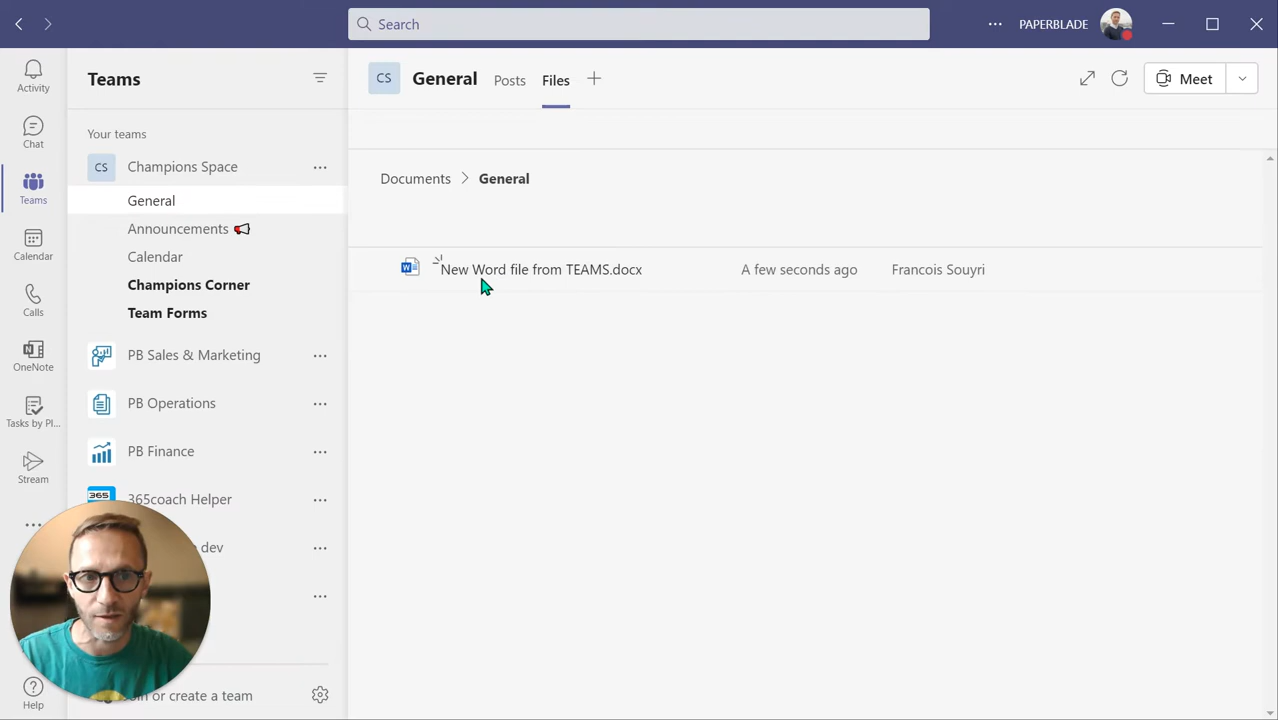 Search
PAPERBLADE
Activity
Chat
Teams
Calendar
Calls
OneNote
Tasks by Pl...
Stream
Help
Teams
Your teams
CS Champions Space
General
Announcements
Calendar
Champions Corner
Team Forms
PB Sales & Marketing
PB Operations
PB Finance
365 365coach Helper
dev
or create a team
CS General Posts Files
Meet
Documents > General
New Word file from TEAMS.docx A few seconds ago Francois Souyri